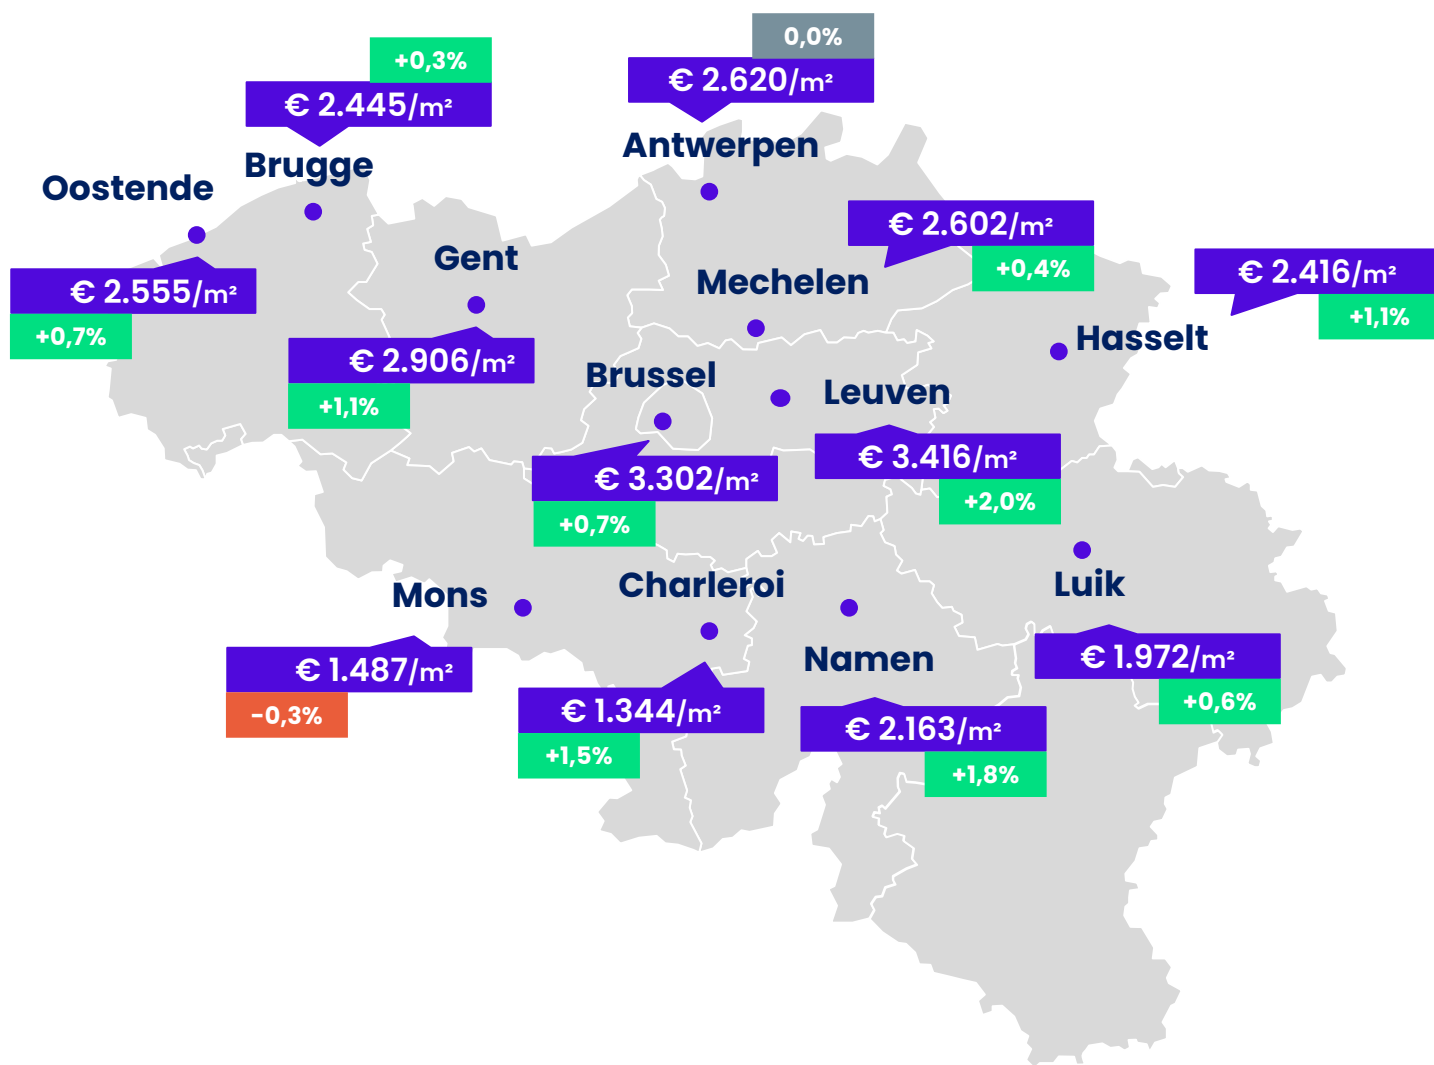 0,0%
€ 2.620/m²
Antwerpen
+0,3%
€ 2.445/m²
Brugge
Oostende
€ 2.555/m²
+0,7%
Gent
€ 2.906/m²
+1,1%
€ 2.602/m²
+0,4%
Mechelen
€ 2.416/m²
+1,1%
Hasselt
Brussel
€ 3.302/m²
+0,7%
Leuven
€ 3.416/m²
+2,0%
Mons
€ 1.487/m²
-0,3%
Charleroi
€ 1.344/m²
+1,5%
Namen
€ 2.163/m²
+1,8%
Luik
€ 1.972/m²
+0,6%